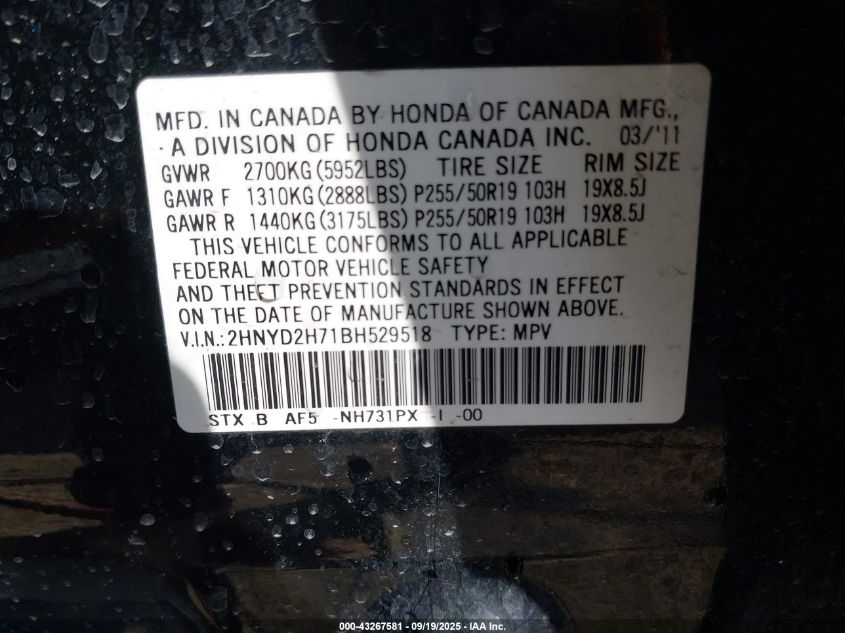 MFD. IN CANADA BY HONDA OF CANADA MFG.,
A DIVISION OF HONDA CANADA INC. 03/'11
GVWR 2700KG (5952LBS) TIRE SIZE RIM SIZE
GAWR F 1310KG (2888LBS) P255/50R19 103H 19X8.5J
GAWR R 1440KG (3175LBS) P255/50R19 103H 19X8.5J
THIS VEHICLE CONFORMS TO ALL APPLICABLE
FEDERAL MOTOR VEHICLE SAFETY
AND THEFT PREVENTION STANDARDS IN EFFECT
ON THE DATE OF MANUFACTURE SHOWN ABOVE.
V.I.N.: 2HNYD2H71BH529518 TYPE: MPV
STX B AF5 -NH731PX -I -00
000-43267581 - 09/19/2025 - IAA Inc.